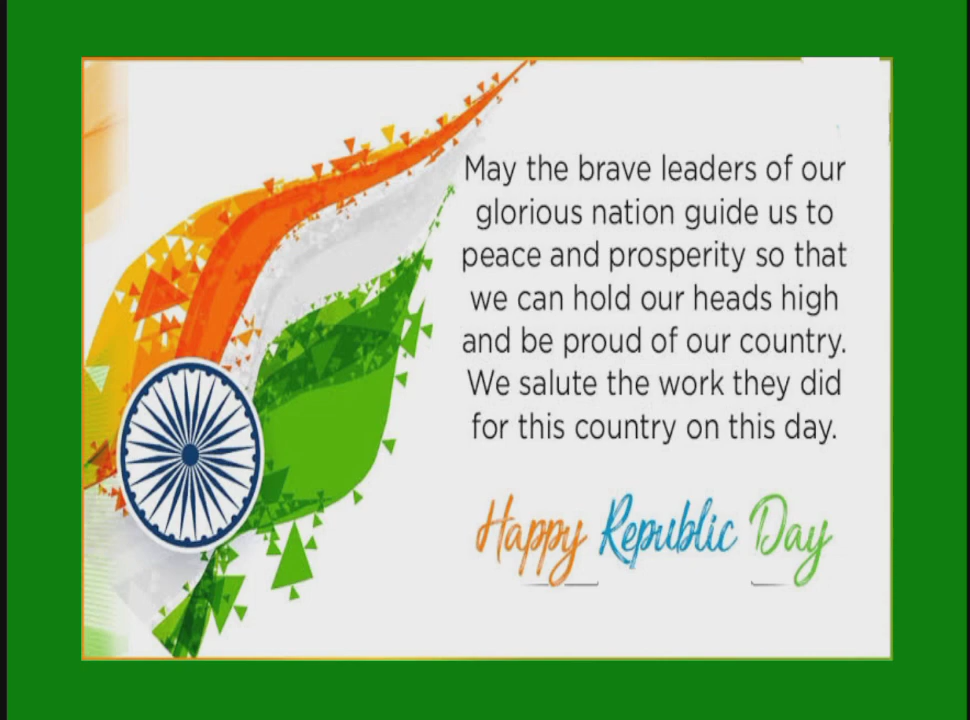 May the brave leaders of our
glorious nation guide us to
peace and prosperity so that
we can hold our heads high
and be proud of our country.
We salute the work they did
for this country on this day.
Happy Republic Day